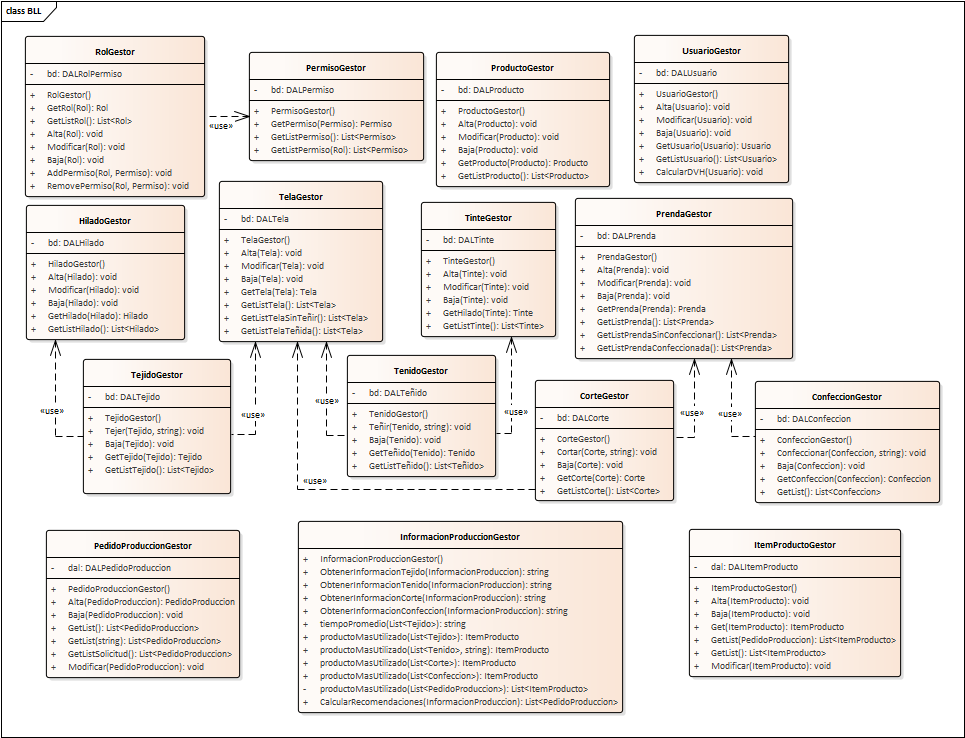 class BLL
RolGestor
- bd: DALRolPermiso
+ RolGestor()
+ GetRol(Rol): Rol
+ GetListRol(): List<Rol>
+ Alta(Rol): void
+ Modificar(Rol): void
+ Baja(Rol): void
+ AddPermiso(Rol, Permiso): void
+ RemovePermiso(Rol, Permiso): void
«use»
PermisoGestor
- bd: DALPermiso
+ PermisoGestor()
+ GetPermiso(Permiso): Permiso
+ GetListPermiso(): List<Permiso>
+ GetListPermiso(Rol): List<Permiso>
ProductoGestor
- bd: DALProducto
+ ProductoGestor()
+ Alta(Producto): void
+ Modificar(Producto): void
+ Baja(Producto): void
+ GetProducto(Producto): Producto
+ GetListProducto(): List<Producto>
UsuarioGestor
- bd: DALUsuario
+ UsuarioGestor()
+ Alta(Usuario): void
+ Modificar(Usuario): void
+ Baja(Usuario): void
+ GetUsuario(Usuario): Usuario
+ GetListUsuario(): List<Usuario>
+ CalcularDVH(Usuario): void
HiladoGestor
- bd: DALHilado
+ HiladoGestor()
+ Alta(Hilado): void
+ Modificar(Hilado): void
+ Baja(Hilado): void
+ GetHilado(Hilado): Hilado
+ GetListHilado(): List<Hilado>
TelaGestor
- bd: DALTela
+ TelaGestor()
+ Alta(Tela): void
+ Modificar(Tela): void
+ Baja(Tela): void
+ GetTela(Tela): Tela
+ GetListTela(): List<Tela>
+ GetListTelaSinTeñir(): List<Tela>
+ GetListTelaTeñida(): List<Tela>
TinteGestor
- bd: DALTinte
+ TinteGestor()
+ Alta(Tinte): void
+ Modificar(Tinte): void
+ Baja(Tinte): void
+ GetHilado(Tinte): Tinte
+ GetListTinte(): List<Tinte>
PrendaGestor
- bd: DALPrenda
+ PrendaGestor()
+ Alta(Prenda): void
+ Modificar(Prenda): void
+ Baja(Prenda): void
+ GetPrenda(Prenda): Prenda
+ GetListPrenda(): List<Prenda>
+ GetListPrendaSinConfeccionar(): List<Prenda>
+ GetListPrendaConfeccionada(): List<Prenda>
«use»
TejidoGestor
- bd: DALTejido
+ TejidoGestor()
+ Tejer(Tejido, string): void
+ Baja(Tejido): void
+ GetTejido(Tejido): Tejido
+ GetListTejido(): List<Tejido>
«use»
«use»
TenidoGestor
- bd: DALTeñido
+ TenidoGestor()
+ Teñir(Tenido, string): void
+ Baja(Tenido): void
+ GetTeñido(Tenido): Tenido
+ GetListTeñido(): List<Teñido>
«use»
«use»
CorteGestor
- bd: DALCorte
+ CorteGestor()
+ Cortar(Corte, string): void
+ Baja(Corte): void
+ GetCorte(Corte): Corte
+ GetListCorte(): List<Corte>
«use»
«use»
ConfeccionGestor
- bd: DALConfeccion
+ ConfeccionGestor()
+ Confeccionar(Confeccion, string): void
+ Baja(Confeccion): void
+ GetConfeccion(Confeccion): Confeccion
+ GetList(): List<Confeccion>
PedidoProduccionGestor
- dal: DALPedidoProduccion
+ PedidoProduccionGestor()
+ Alta(PedidoProduccion): PedidoProduccion
+ Baja(PedidoProduccion): void
+ GetList(): List<PedidoProduccion>
+ GetList(string): List<PedidoProduccion>
+ GetListSolicitud(): List<PedidoProduccion>
+ Modificar(PedidoProduccion): void
InformacionProduccionGestor
+ InformacionProduccionGestor()
+ ObtenerInformacionTejido(InformacionProduccion): string
+ ObtenerInformacionTenido(InformacionProduccion): string
+ ObtenerInformacionCorte(InformacionProduccion): string
+ ObtenerInformacionConfeccion(InformacionProduccion): string
+ tiempoPromedio(List<Tejido>): string
+ productoMasUtilizado(List<Tejido>): ItemProducto
+ productoMasUtilizado(List<Tenido>, string): ItemProducto
+ productoMasUtilizado(List<Corte>): ItemProducto
+ productoMasUtilizado(List<Confeccion>): ItemProducto
- productoMasUtilizado(List<PedidoProduccion>): List<ItemProducto>
+ CalcularRecomendaciones(InformacionProduccion): List<PedidoProduccion>
ItemProductoGestor
- dal: DALItemProducto
+ ItemProductoGestor()
+ Alta(ItemProducto): void
+ Baja(ItemProducto): void
+ Get(ItemProducto): ItemProducto
+ GetList(PedidoProduccion): List<ItemProducto>
+ GetList(): List<ItemProducto>
+ Modificar(ItemProducto): void